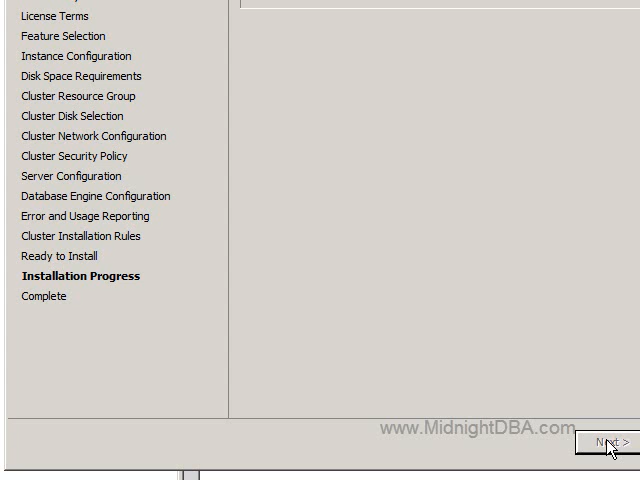 License Terms
Feature Selection
Instance Configuration
Disk Space Requirements
Cluster Resource Group
Cluster Disk Selection
Cluster Network Configuration
Cluster Security Policy
Server Configuration
Database Engine Configuration
Error and Usage Reporting
Cluster Installation Rules
Ready to Install
Installation Progress
Complete
www.MidnightDBA.com
Next >